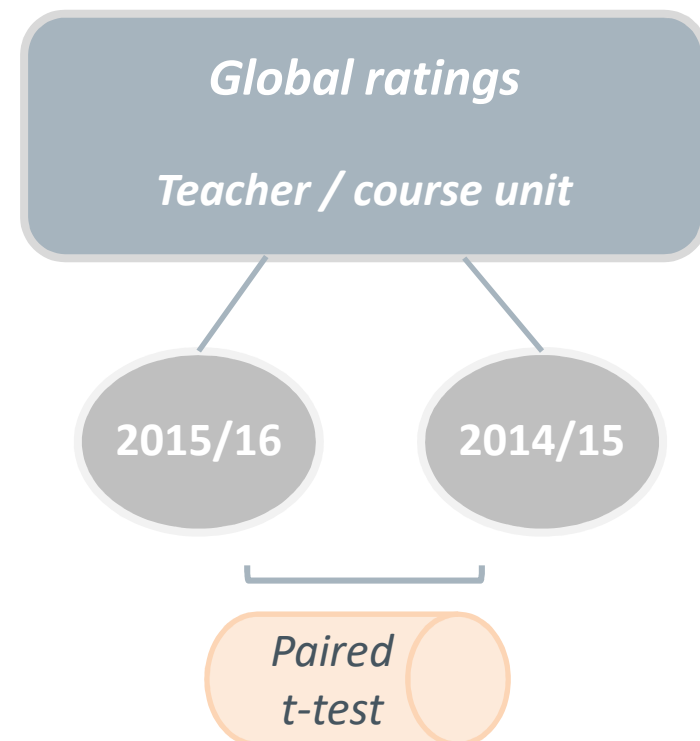 Global ratings
Teacher / course unit
2015/16
2014/15
Paired
t-test